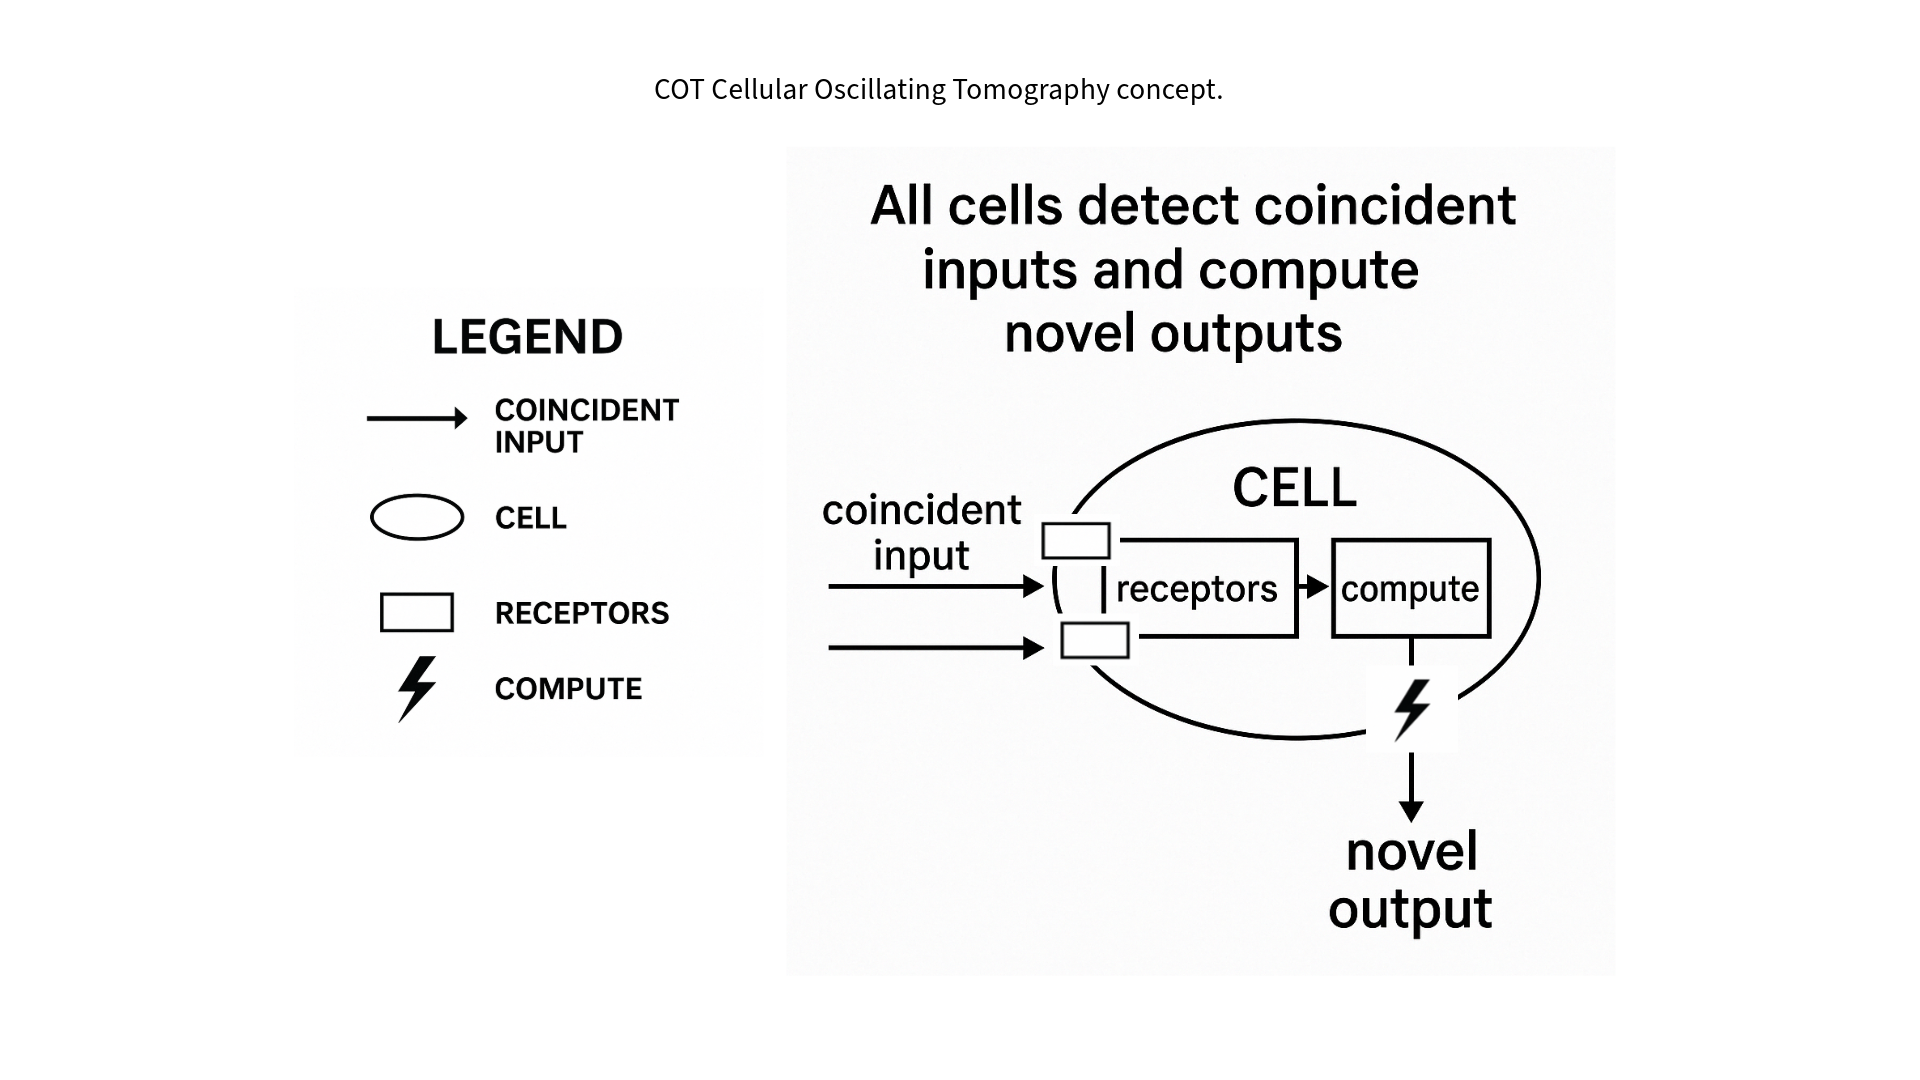 COT Cellular Oscillating Tomography concept.
All cells detect coincident
inputs and compute
novel outputs
LEGEND
COINCIDENT
INPUT
CELL
RECEPTORS
COMPUTE
CELL
coincident
input
receptors
compute
novel
output